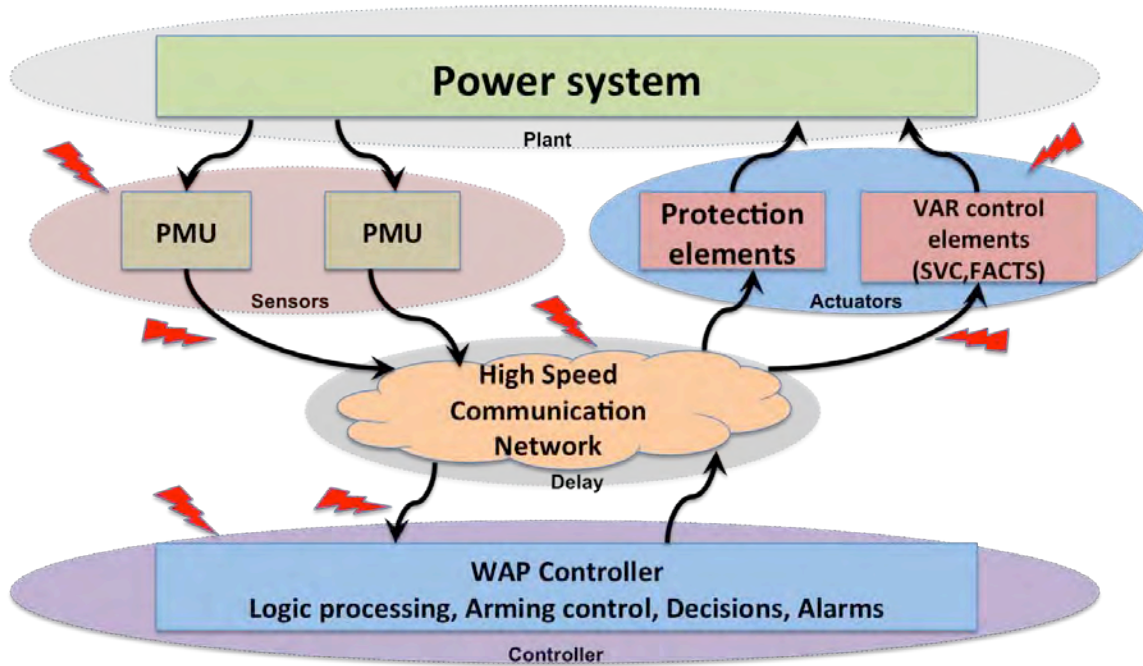 Power system
Plant
PMU
PMU
Sensors
Protection
elements
VAR control
elements
(SVC,FACTS)
Actuators
High Speed
Communication
Network
Delay
WAP Controller
Logic processing, Arming control, Decisions, Alarms
Controller